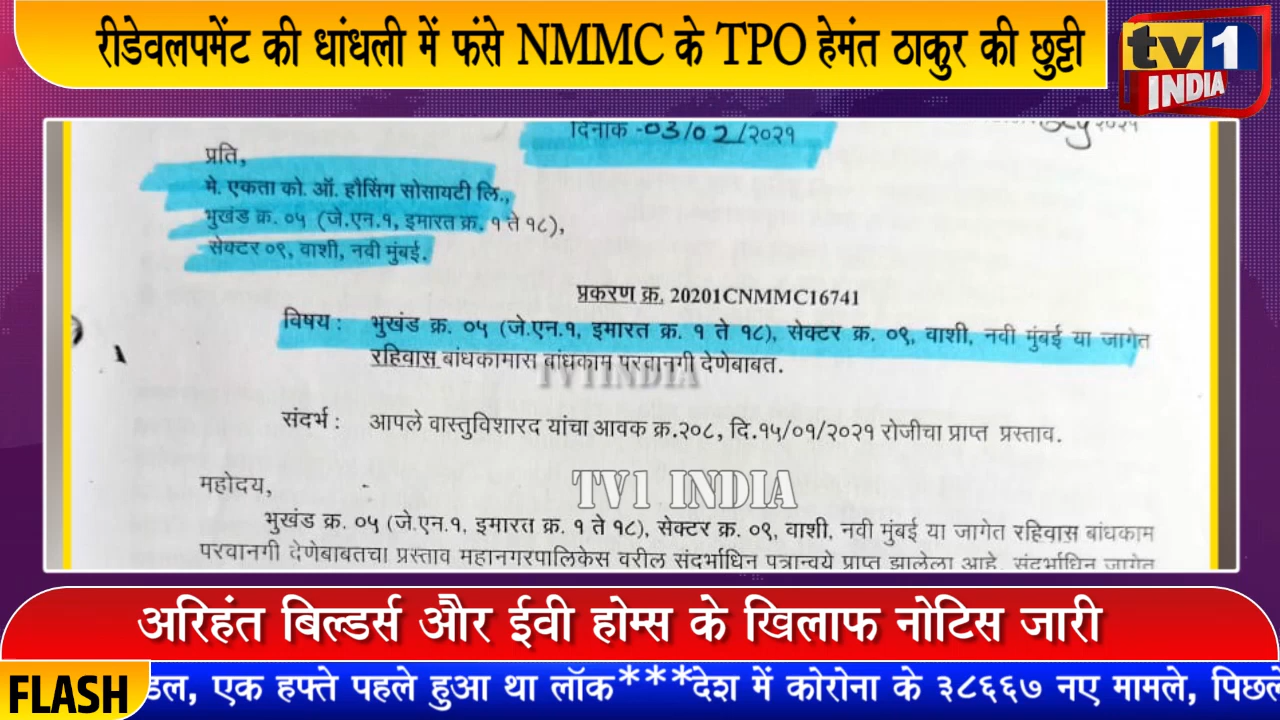 रीडेवलपमेंट की धांधली में फंसे NMMC के TPO हेमंत ठाकुर की छुट्टी
tv1
INDIA
दिनांक -03/02/२०२१
२०२१
प्रति,
मे. एकता को. ऑ. हौसिंग सोसायटी लि.,
भुखंड क्र. ०५ (जे.एन.१, इमारत क्र. १ ते १८),
सेक्टर ०९, वाशी, नवी मुंबई.
प्रकरण क्र. 20201CNMMC16741
विषय : भुखंड क्र. ०५ (जे.एन.१, इमारत क्र. १ ते १८), सेक्टर क्र. ०९, वाशी, नवी मुंबई या जागेत
रहिवास बांधकामास बांधकाम परवानगी देणेबाबत.
TV1INDIA
संदर्भ : आपले वास्तुविशारद यांचा आवक क्र.२०८, दि.१५/०१/२०२१ रोजीचा प्राप्त प्रस्ताव.
TV1 INDIA
महोदय,
भुखंड क्र. ०५ (जे.एन.१, इमारत क्र. १ ते १८), सेक्टर क्र. ०९, वाशी, नवी मुंबई या जागेत रहिवास बांधकाम
परवानगी देणेबाबतचा प्रस्ताव महानगरपालिकेस वरील संदर्भाधिन पत्रान्वये प्राप्त झालेला आहे. संदर्भाधिन जागेत
अरिहंत बिल्डर्स और ईवी होम्स के खिलाफ नोटिस जारी
FLASH डल, एक हफ्ते पहले हुआ था लॉक***देश में कोरोना के ३८६६७ नए मामले, पिछले